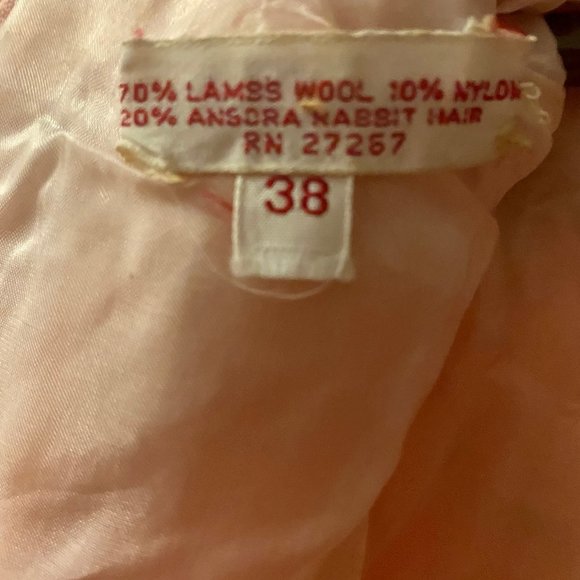 70% LAMBS WOOL 10% NYLON
20% ANGORA RABBIT HAIR
RN 27267
38